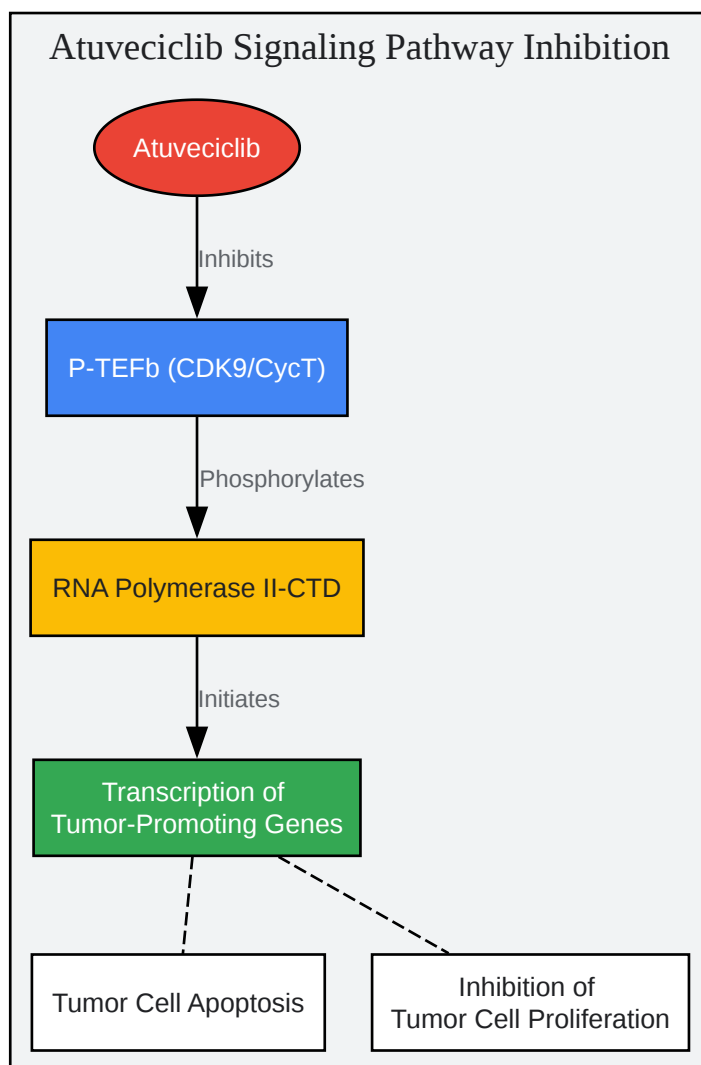 Atuveciclib Signaling Pathway Inhibition
Atuveciclib
Inhibits
P-TEFb (CDK9/CycT)
Phosphorylates
RNA Polymerase II-CTD
Initiates
Transcription of
Tumor-Promoting Genes
Tumor Cell Apoptosis
Inhibition of
Tumor Cell Proliferation